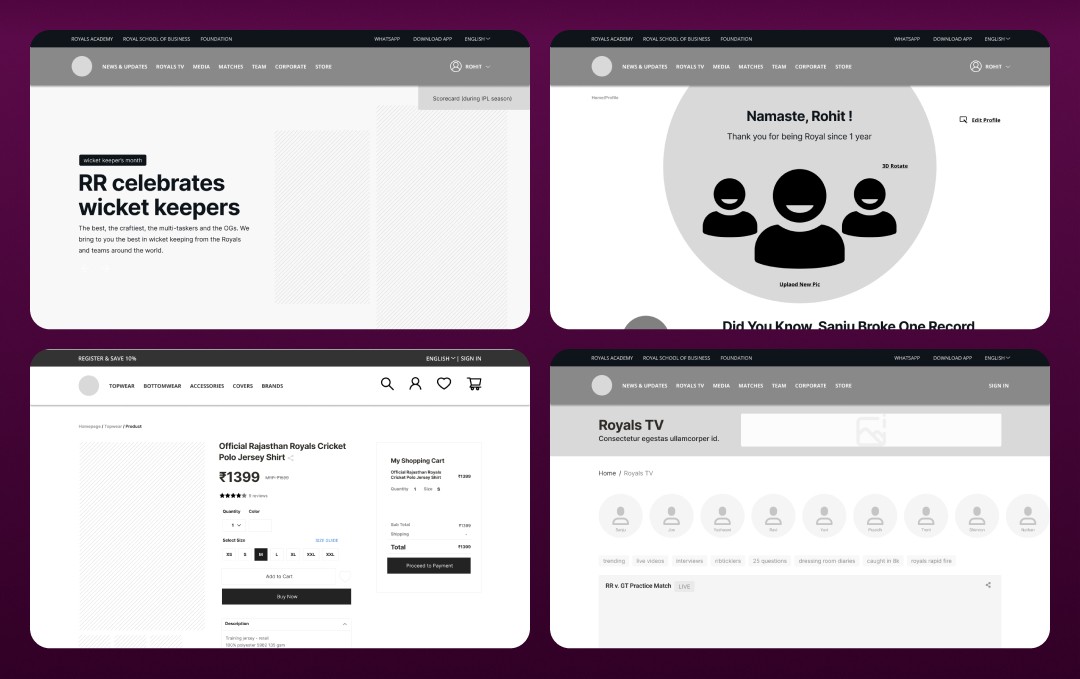 ROYALS ACADEMY ROYAL SCHOOL OF BUSINESS FOUNDATION WHATSAPP DOWNLOAD APP ENGLISH
NEWS & UPDATES ROYALS TV MEDIA MATCHES TEAM CORPORATE STORE ROHIT
Scorecard (during IPL season)
wicket keeper's month
RR celebrates
wicket keepers
The best, the craftiest, the multi-taskers and the OGs. We
bring to you the best in wicket keeping from the Royals
and teams around the world.
ROYALS ACADEMY ROYAL SCHOOL OF BUSINESS FOUNDATION WHATSAPP DOWNLOAD APP ENGLISH
NEWS & UPDATES ROYALS TV MEDIA MATCHES TEAM CORPORATE STORE ROHIT
Home/Profile
Namaste, Rohit !
Edit Profile
Thank you for being Royal since 1 year
3D Rotate
Uplaod New Pic
Did You Know, Sanju Broke One Record
REGISTER & SAVE 10% ENGLISH | SIGN IN
TOPWEAR BOTTOMWEAR ACCESSORIES COVERS BRANDS
Homepage / Topwear / Product
Official Rajasthan Royals Cricket
Polo Jersey Shirt
₹1399
5 reviews
Quantity Color
1
Select Size SIZE GUIDE
XS S M L XL XXL XXL
Add to Cart
Buy Now
Description
Training jersey - retail
100% polyester
My Shopping Cart
Official Rajasthan Royals
Cricket Polo Jersey Shirt ₹1399
Quantity 1 Size S
Sub Total ₹1399
Shipping -
Total ₹1399
Proceed to Payment
ROYALS ACADEMY ROYAL SCHOOL OF BUSINESS FOUNDATION WHATSAPP DOWNLOAD APP ENGLISH
NEWS & UPDATES ROYALS TV MEDIA MATCHES TEAM CORPORATE STORE SIGN IN
Royals TV
Consectetur egestas ullamcorper id.
Home / Royals TV
Sanju Jos Yashasvi Riyan Yuzi Prasidh Trent Shimron Nathan
trending live videos interviews ribticklers 25 questions dressing room diaries caught in 8k royals rapid fire
RR v. GT Practice Match LIVE